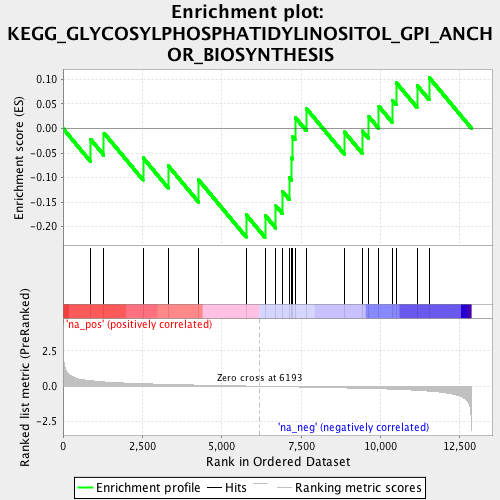 Enrichment plot:
KEGG_GLYCOSYLPHOSPHATIDYLINOSITOL_GPI_ANCH
OR_BIOSYNTHESIS
Enrichment score (ES)
0.10
0.05
0.00
-0.05
-0.10
-0.15
-0.20
'na_pos' (positively correlated)
Ranked list metric (PreRanked)
2.5
0.0
-2.5
Zero cross at 6193
'na_neg' (negatively correlated)
0
2,500
5,000
7,500
10,000
12,500
Rank in Ordered Dataset
Enrichment profile
Hits
Ranking metric scores